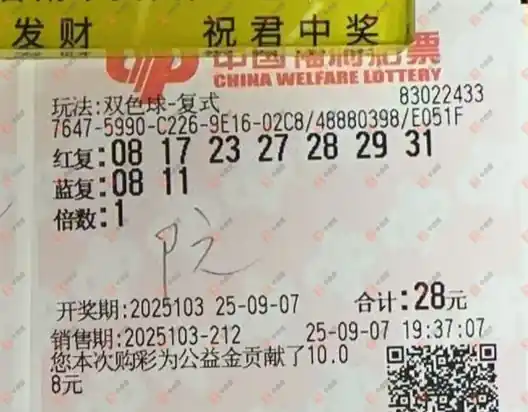 发财 祝君中奖
中国福利彩票
CHINA WELFARE LOTTERY
玩法:双色球-复式 83022433
7647-5990-C226-9E16-02C8/48880398/E051F
红复:08 17 23 27 28 29 31
蓝复:08 11
倍数:1
开奖期:2025103 25-09-07 合计:28元
销售期:2025103-212 25-09-07 19:37:07
您本次购彩为公益金贡献了10.0
8元